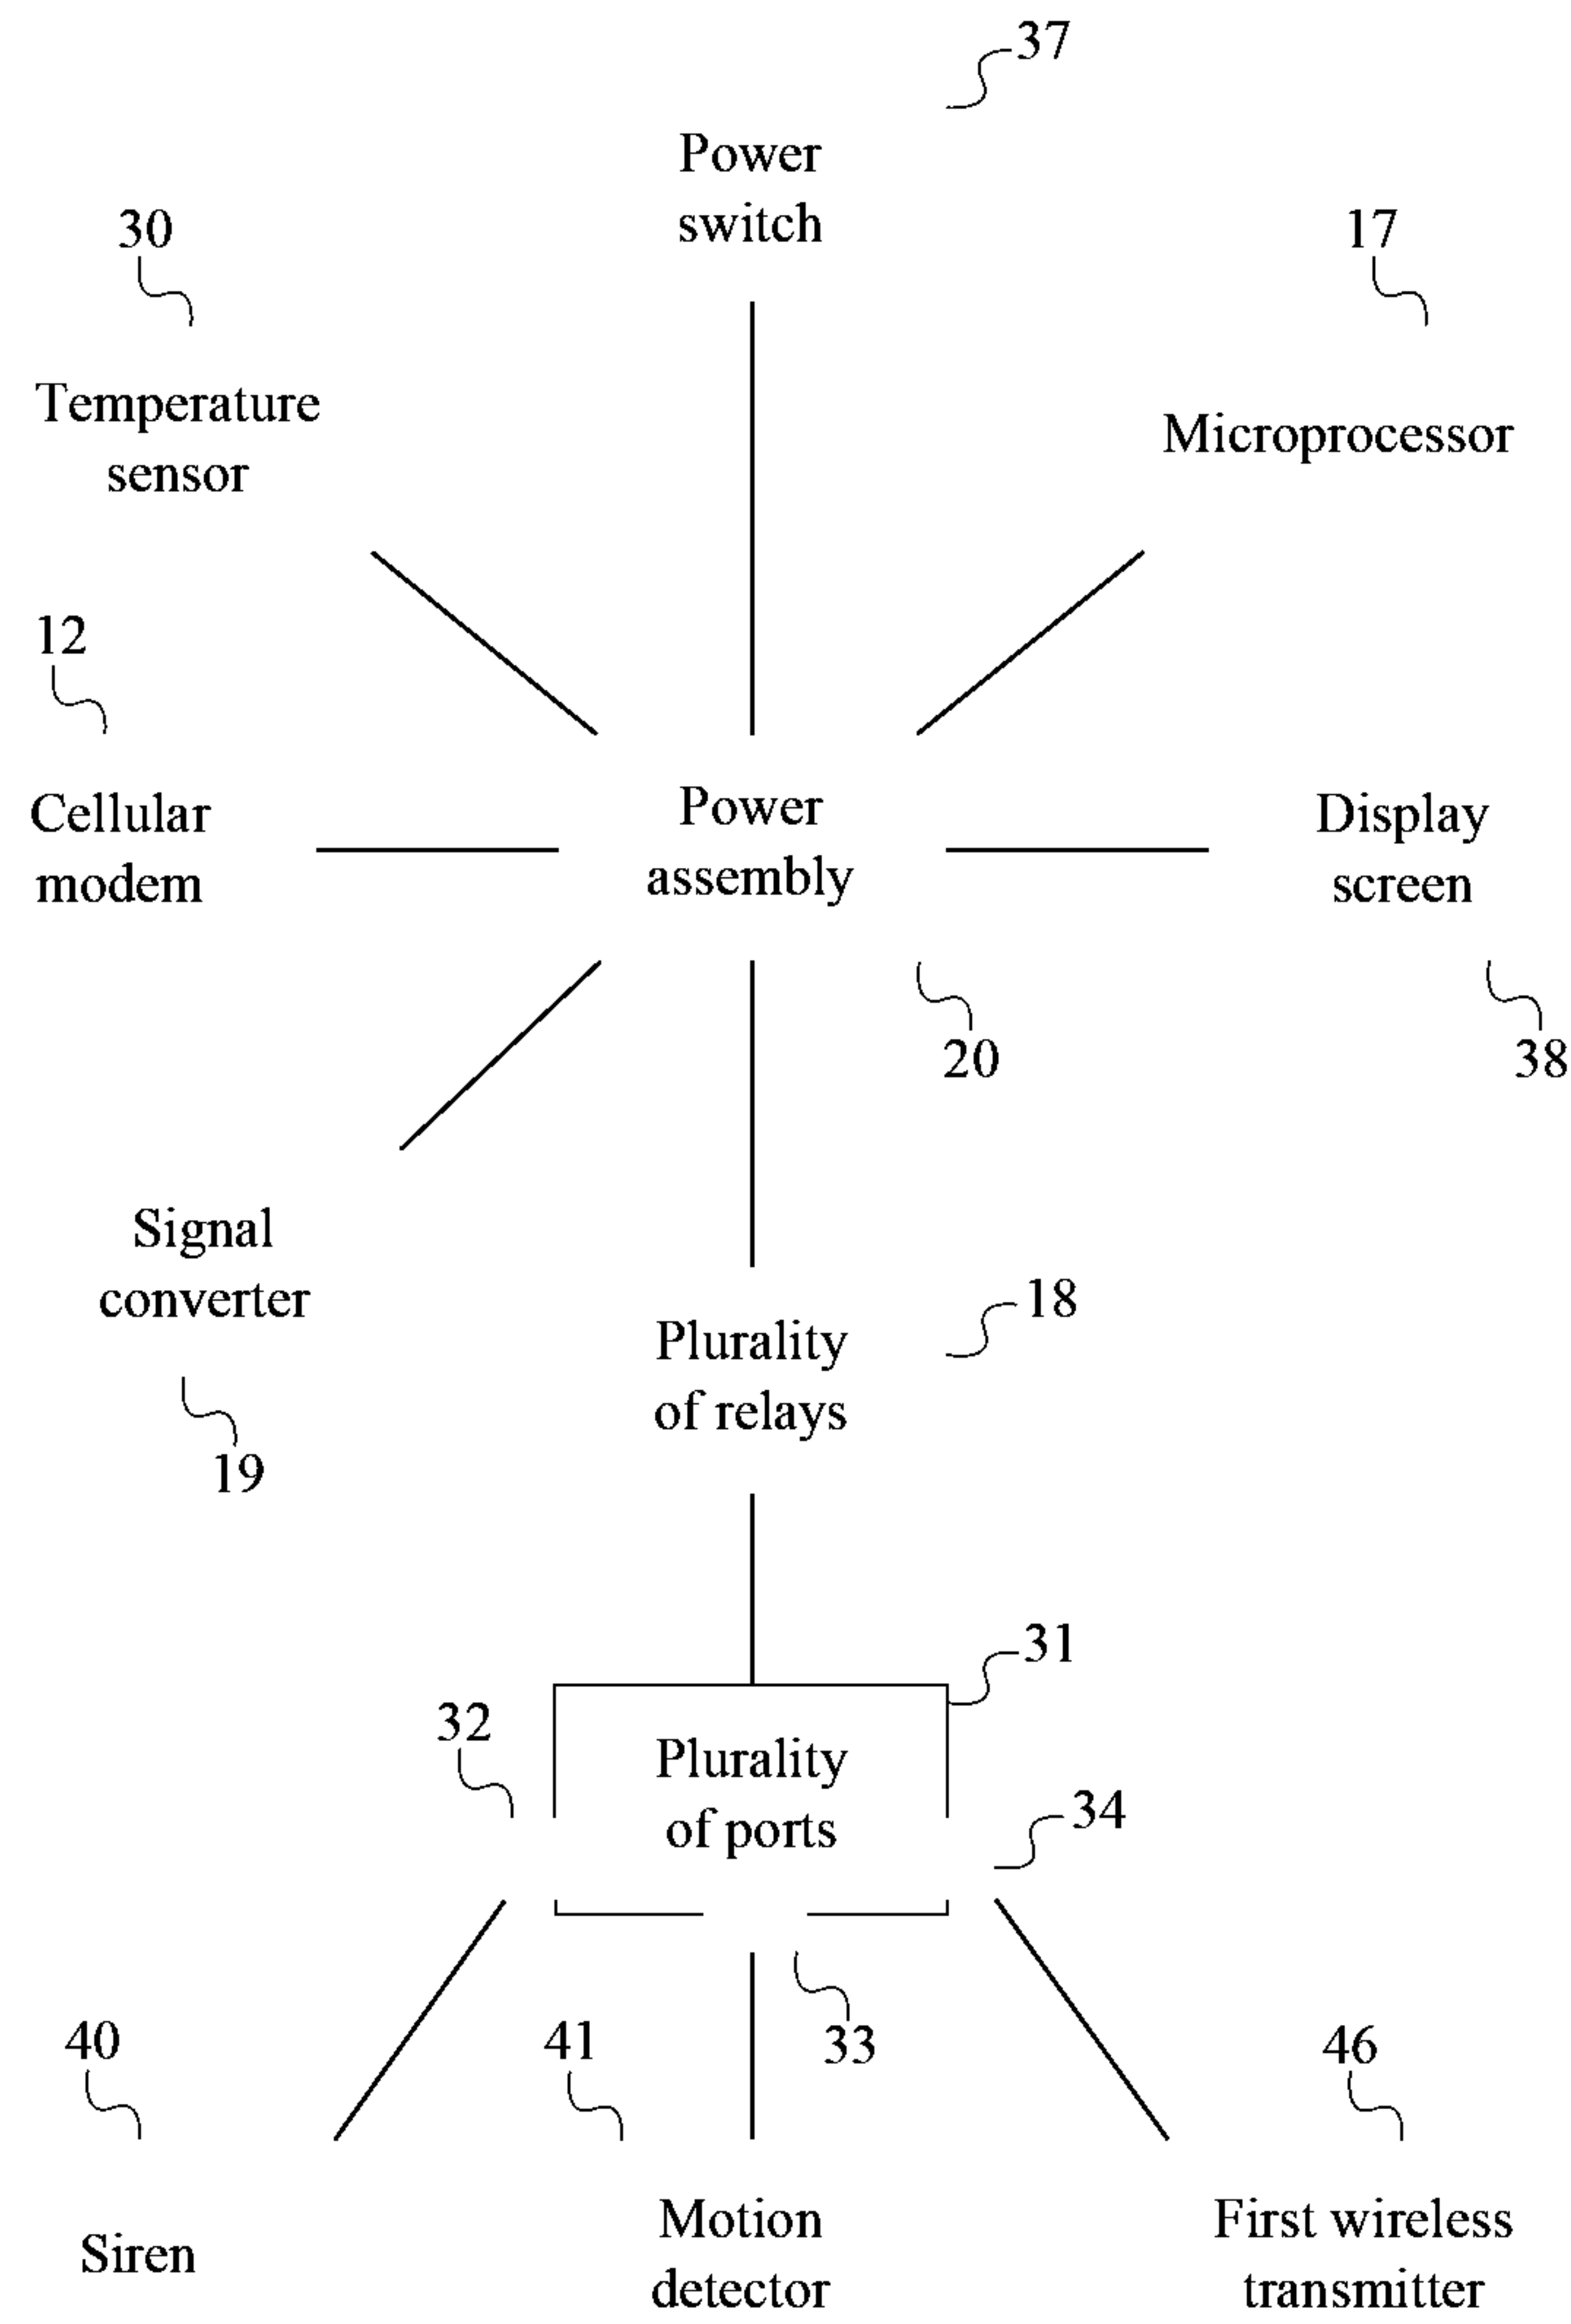 37
Power
switch
30
17
Temperature
sensor
Microprocessor
12
Cellular
modem
Power
assembly
Display
screen
20
38
Signal
converter
18
Plurality
of relays
19
31
32
Plurality
of ports
34
40
41
33
46
Siren
Motion
detector
First wireless
transmitter